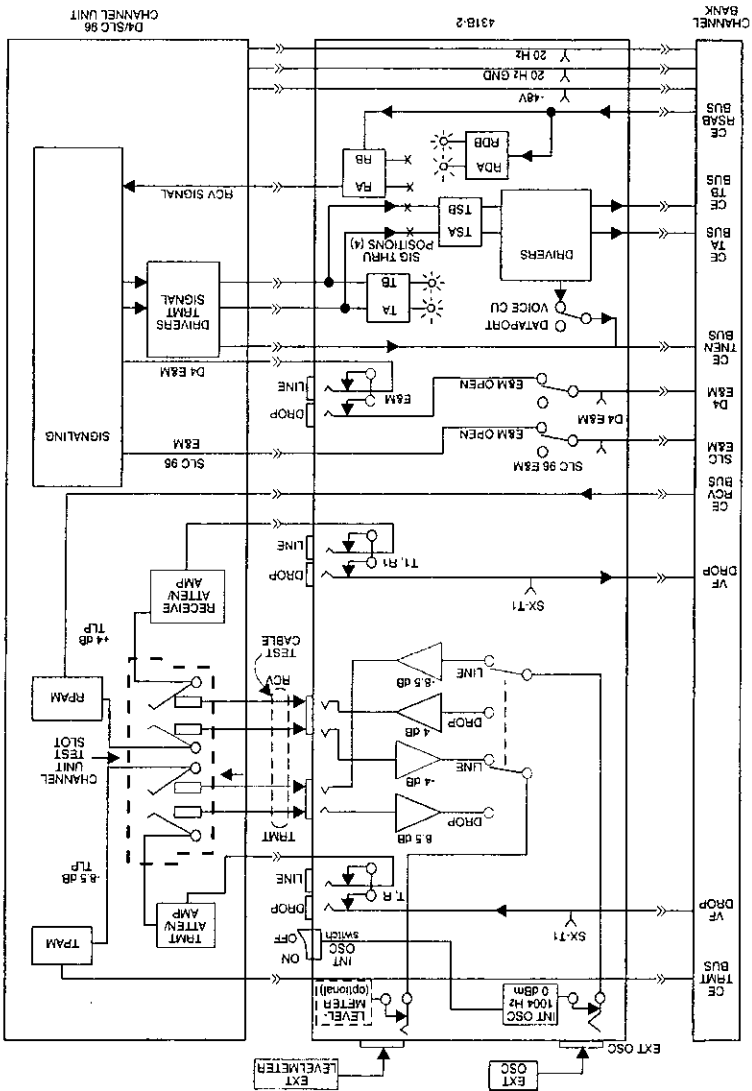 EXT
OSC
EXT
LEVELMETER
EXT OSC
INT OSC
1004 Hz
0 dBm
LEVEL-
METER
(optional)
CE
TRMT
BUS
INT
OSC
switch
ON
OFF
TPAM
VF
DROP
SX-T1
DROP
T, R
LINE
TRMT
ATTEN/
AMP
-8.5 dB
TLP
DROP
8.5 dB
TRMT
LINE
-4 dB
DROP
4 dB
LINE
-8.5 dB
RCV
TEST
CABLE
CHANNEL
UNIT
TEST
SLOT
RPAM
+4 dB
TLP
VF
DROP
SX-T1
DROP
T1, R1
LINE
RECEIVE
ATTEN/
AMP
CE
RCV
BUS
SLC
E&M
SLC 96 E&M
E&M OPEN
SLC 96
E&M
D4
E&M
D4 E&M
E&M OPEN
DROP
E&M
LINE
D4 E&M
SIGNALING
CE
TNEN
BUS
DATAPORT
VOICE CU
DRIVERS
TRMT
SIGNAL
TA
TB
CE
TA
BUS
DRIVERS
TSA
TSB
SIG THRU
POSITIONS (4)
CE
TB
BUS
RCV SIGNAL
RA
RB
RDA
RDB
CE
RSAB
BUS
-48V
20 Hz GND
20 Hz
CHANNEL
BANK
431B-2
D4/SLC 96
CHANNEL UNIT